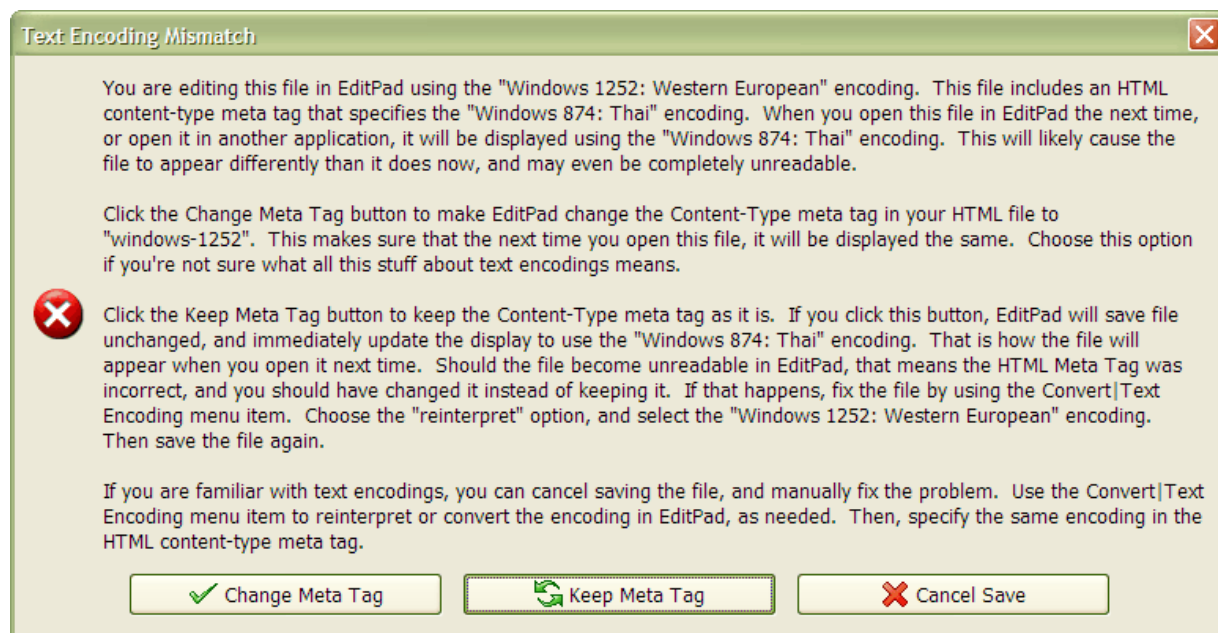 Text Encoding Mismatch
You are editing this file in EditPad using the "Windows 1252: Western European" encoding.  This file includes an HTML
content-type meta tag that specifies the "Windows 874: Thai" encoding.  When you open this file in EditPad the next time,
or open it in another application, it will be displayed using the "Windows 874: Thai" encoding.  This will likely cause the
file to appear differently than it does now, and may even be completely unreadable.
Click the Change Meta Tag button to make EditPad change the Content-Type meta tag in your HTML file to
"windows-1252".  This makes sure that the next time you open this file, it will be displayed the same.  Choose this option
if you're not sure what all this stuff about text encodings means.
Click the Keep Meta Tag button to keep the Content-Type meta tag as it is.  If you click this button, EditPad will save file
unchanged, and immediately update the display to use the "Windows 874: Thai" encoding.  That is how the file will
appear when you open it next time.  Should the file become unreadable in EditPad, that means the HTML Meta Tag was
incorrect, and you should have changed it instead of keeping it.  If that happens, fix the file by using the Convert|Text
Encoding menu item.  Choose the "reinterpret" option, and select the "Windows 1252: Western European" encoding.
Then save the file again.
If you are familiar with text encodings, you can cancel saving the file, and manually fix the problem.  Use the Convert|Text
Encoding menu item to reinterpret or convert the encoding in EditPad, as needed.  Then, specify the same encoding in the
HTML content-type meta tag.
Change Meta Tag
Keep Meta Tag
Cancel Save